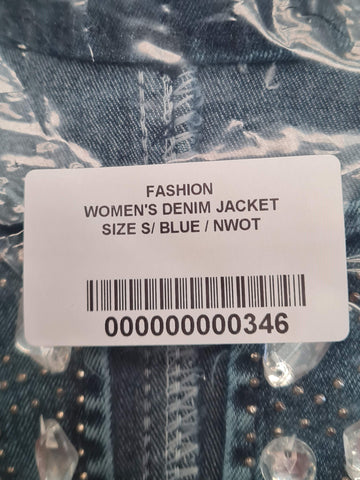 FASHION
WOMEN'S DENIM JACKET
SIZE S/ BLUE / NWOT
000000000346